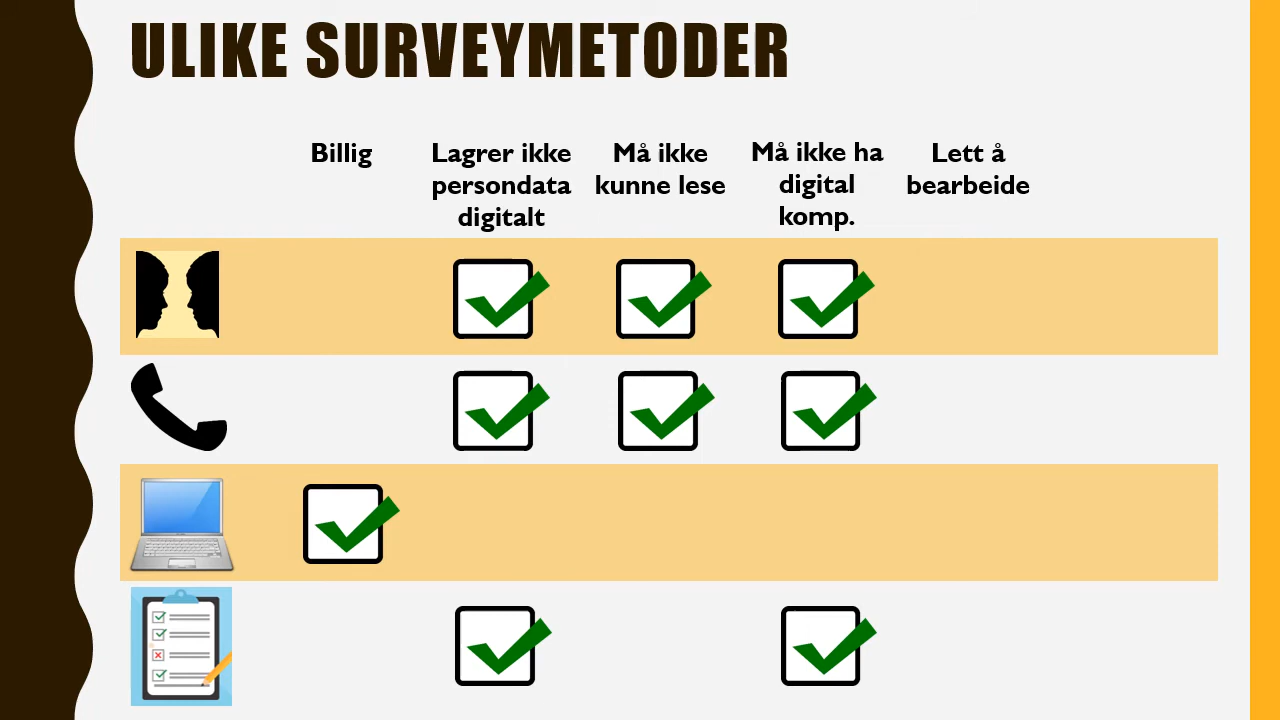 ULIKE SURVEYMETODER
Billig
Lagrer ikke
persondata
digitalt
Må ikke
kunne lese
Må ikke ha
digital
komp.
Lett å
bearbeide